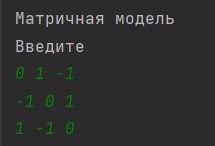 Матричная модель
Введите
0 1 -1
-1 0 1
1 -1 0